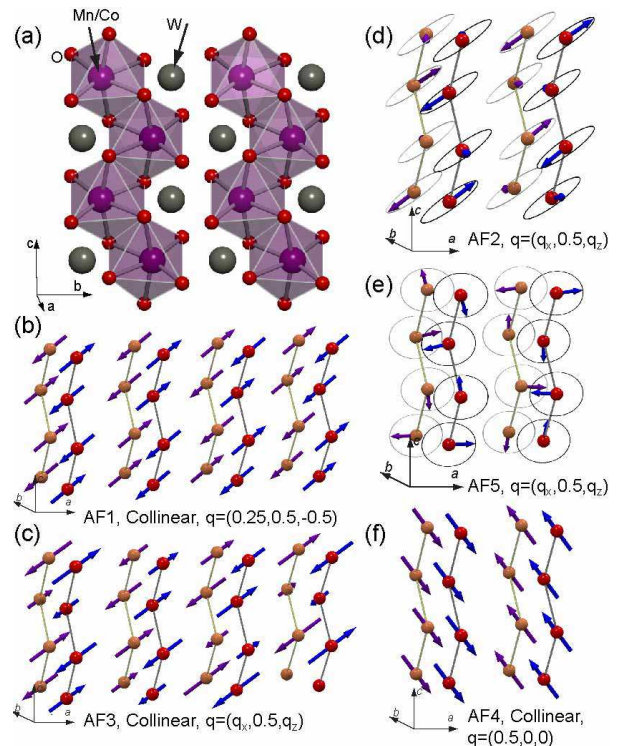 (a)
Mn/Co
W
O
c
b
a
(b)
b
a
AF1, Collinear, q=(0.25,0.5,-0.5)
(c)
b
a
AF3, Collinear, q=(qx,0.5,qz)
(d)
c
b
a
AF2, q=(qx,0.5,qz)
(e)
b
a
AF5, q=(qx,0.5,qz)
(f)
c
b
a
AF4, Collinear,
q=(0.5,0,0)